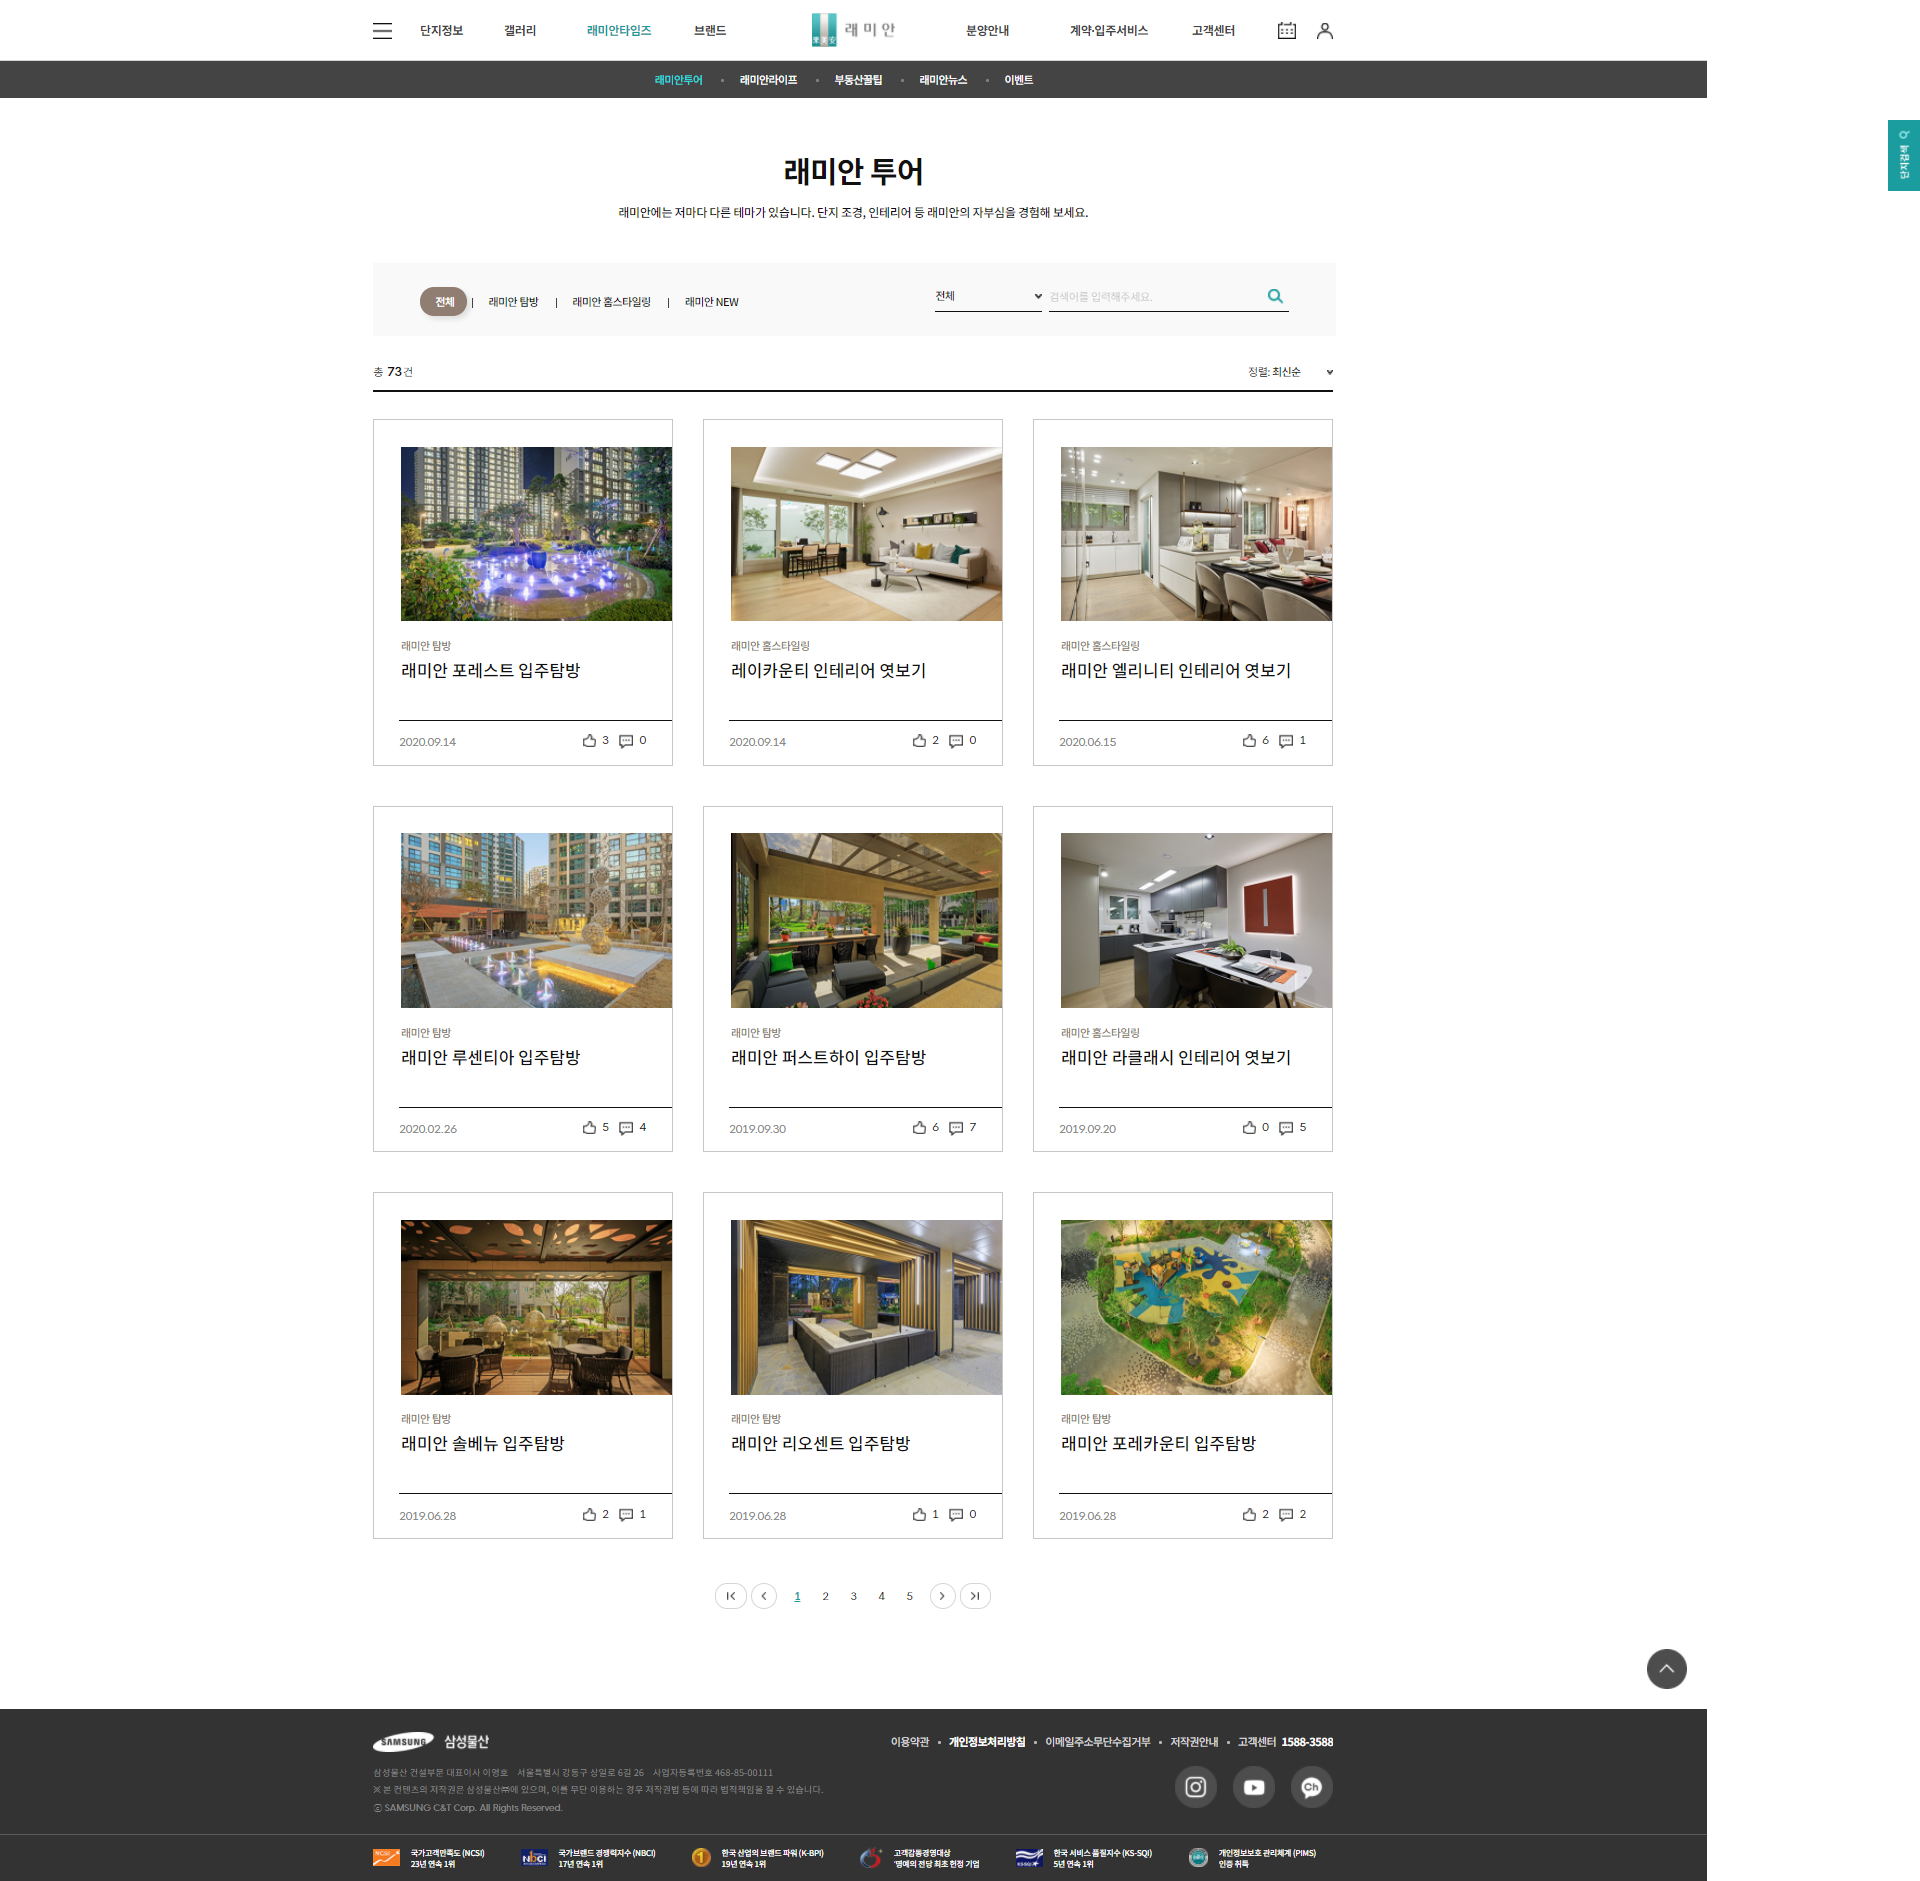 단지정보 갤러리 래미안타임즈 브랜드 래미안 분양안내 계약·입주서비스 고객센터
래미안투어 래미안라이프 부동산꿀팁 래미안뉴스 이벤트
단지검색
래미안 투어
래미안에는 저마다 다른 테마가 있습니다. 단지 조경, 인테리어 등 래미안의 자부심을 경험해 보세요.
전체 | 래미안 탐방 | 래미안 홈스타일링 | 래미안 NEW 전체 검색어를 입력해주세요.
총 73건 정렬: 최신순
래미안 탐방
래미안 포레스트 입주탐방
2020.09.14 3 0
래미안 홈스타일링
레이카운티 인테리어 엿보기
2020.09.14 2 0
래미안 홈스타일링
래미안 엘리니티 인테리어 엿보기
2020.06.15 6 1
래미안 탐방
래미안 루센티아 입주탐방
2020.02.26 5 4
래미안 탐방
래미안 퍼스트하이 입주탐방
2019.09.30 6 7
래미안 홈스타일링
래미안 라클래시 인테리어 엿보기
2019.09.20 0 5
래미안 탐방
래미안 솔베뉴 입주탐방
2019.06.28 2 1
래미안 탐방
래미안 리오센트 입주탐방
2019.06.28 1 0
래미안 탐방
래미안 포레카운티 입주탐방
2019.06.28 2 2
1 2 3 4 5
SAMSUNG 삼성물산 이용약관 개인정보처리방침 이메일주소무단수집거부 저작권안내 고객센터 1588-3588
삼성물산 건설부문 대표이사 이영호 서울특별시 강동구 상일로 6길 26 사업자등록번호 468-85-00111
※ 본 컨텐츠의 저작권은 삼성물산㈜에 있으며, 이를 무단 이용하는 경우 저작권법 등에 따라 법적책임을 질 수 있습니다.
ⓒ SAMSUNG C&T Corp. All Rights Reserved.
Ch
국가고객만족도 (NCSI)
23년 연속 1위
NBCI
국가브랜드 경쟁력지수 (NBCI)
17년 연속 1위
한국 산업의 브랜드 파워 (K-BPI)
19년 연속 1위
고객감동경영대상
'명예의 전당 최초 헌정 기업
KS-SQI
한국 서비스 품질지수 (KS-SQI)
5년 연속 1위
개인정보보호 관리체계 (PIMS)
인증 취득